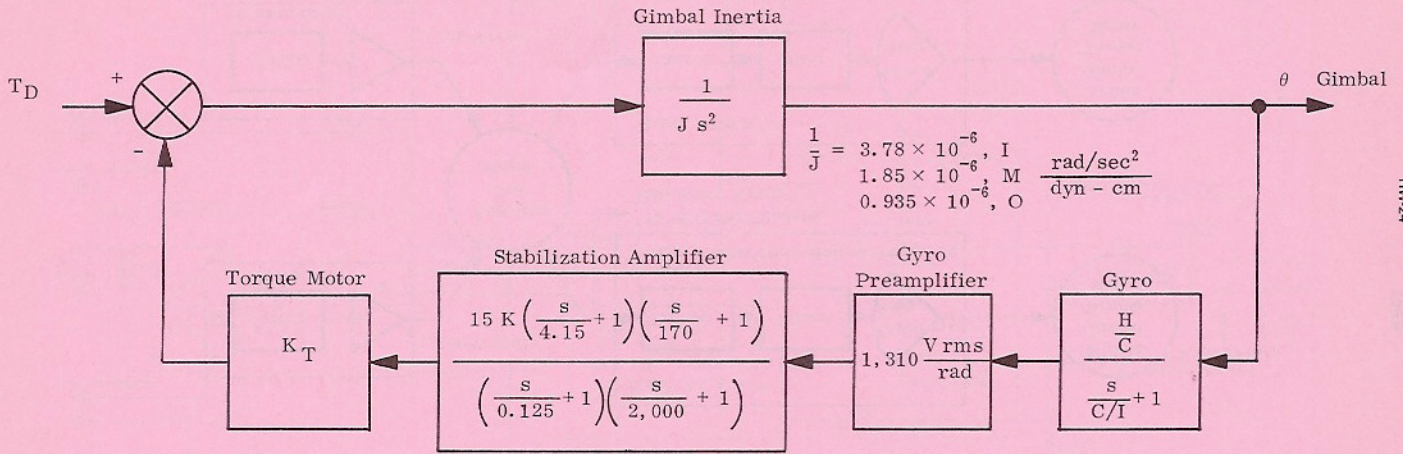 Gimbal Inertia
T_D
+
-
1
J s²
θ Gimbal
1/J = 3.78 × 10⁻⁶, I
1.85 × 10⁻⁶, M rad/sec²
0.935 × 10⁻⁶, O dyn - cm
Torque Motor
K_T
Stabilization Amplifier
15 K (s/4.15 + 1)(s/170 + 1)
(s/0.125 + 1)(s/2,000 + 1)
Gyro
Preamplifier
1,310 V rms/rad
Gyro
H/C
s/(C/I) + 1